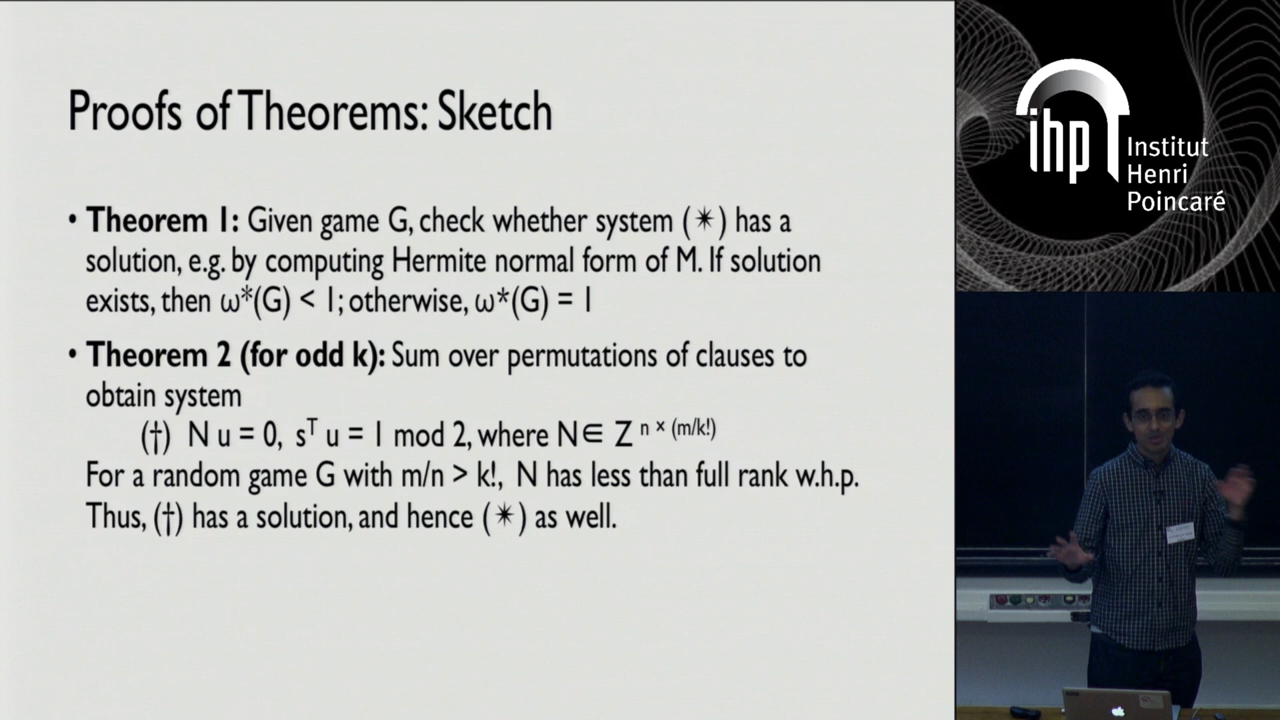 Proofs of Theorems: Sketch
• Theorem 1: Given game G, check whether system (✶) has a
solution, e.g. by computing Hermite normal form of M. If solution
exists, then ω*(G) < 1; otherwise, ω*(G) = 1
• Theorem 2 (for odd k): Sum over permutations of clauses to
obtain system
(†) N u = 0, sᵀ u = 1 mod 2, where N∈ Z n × (m/k!)
For a random game G with m/n > k!, N has less than full rank w.h.p.
Thus, (†) has a solution, and hence (✶) as well.
ihp
Institut
Henri
Poincaré